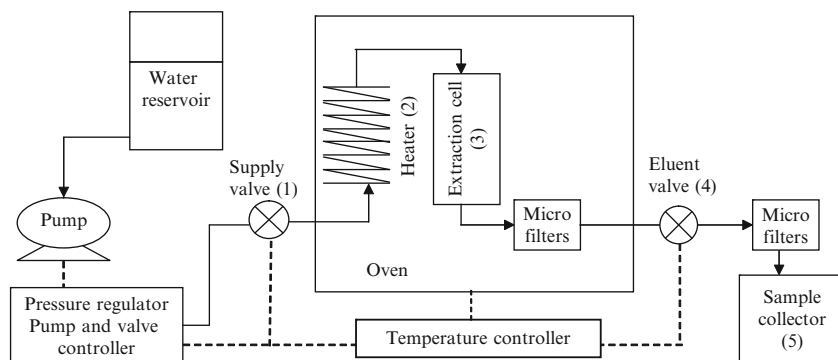 Water
reservoir
Pump
Pressure regulator
Pump and valve
controller
Supply
valve (1)
Heater (2)
Extraction cell
(3)
Micro
filters
Oven
Temperature controller
Eluent
valve (4)
Micro
filters
Sample
collector
(5)